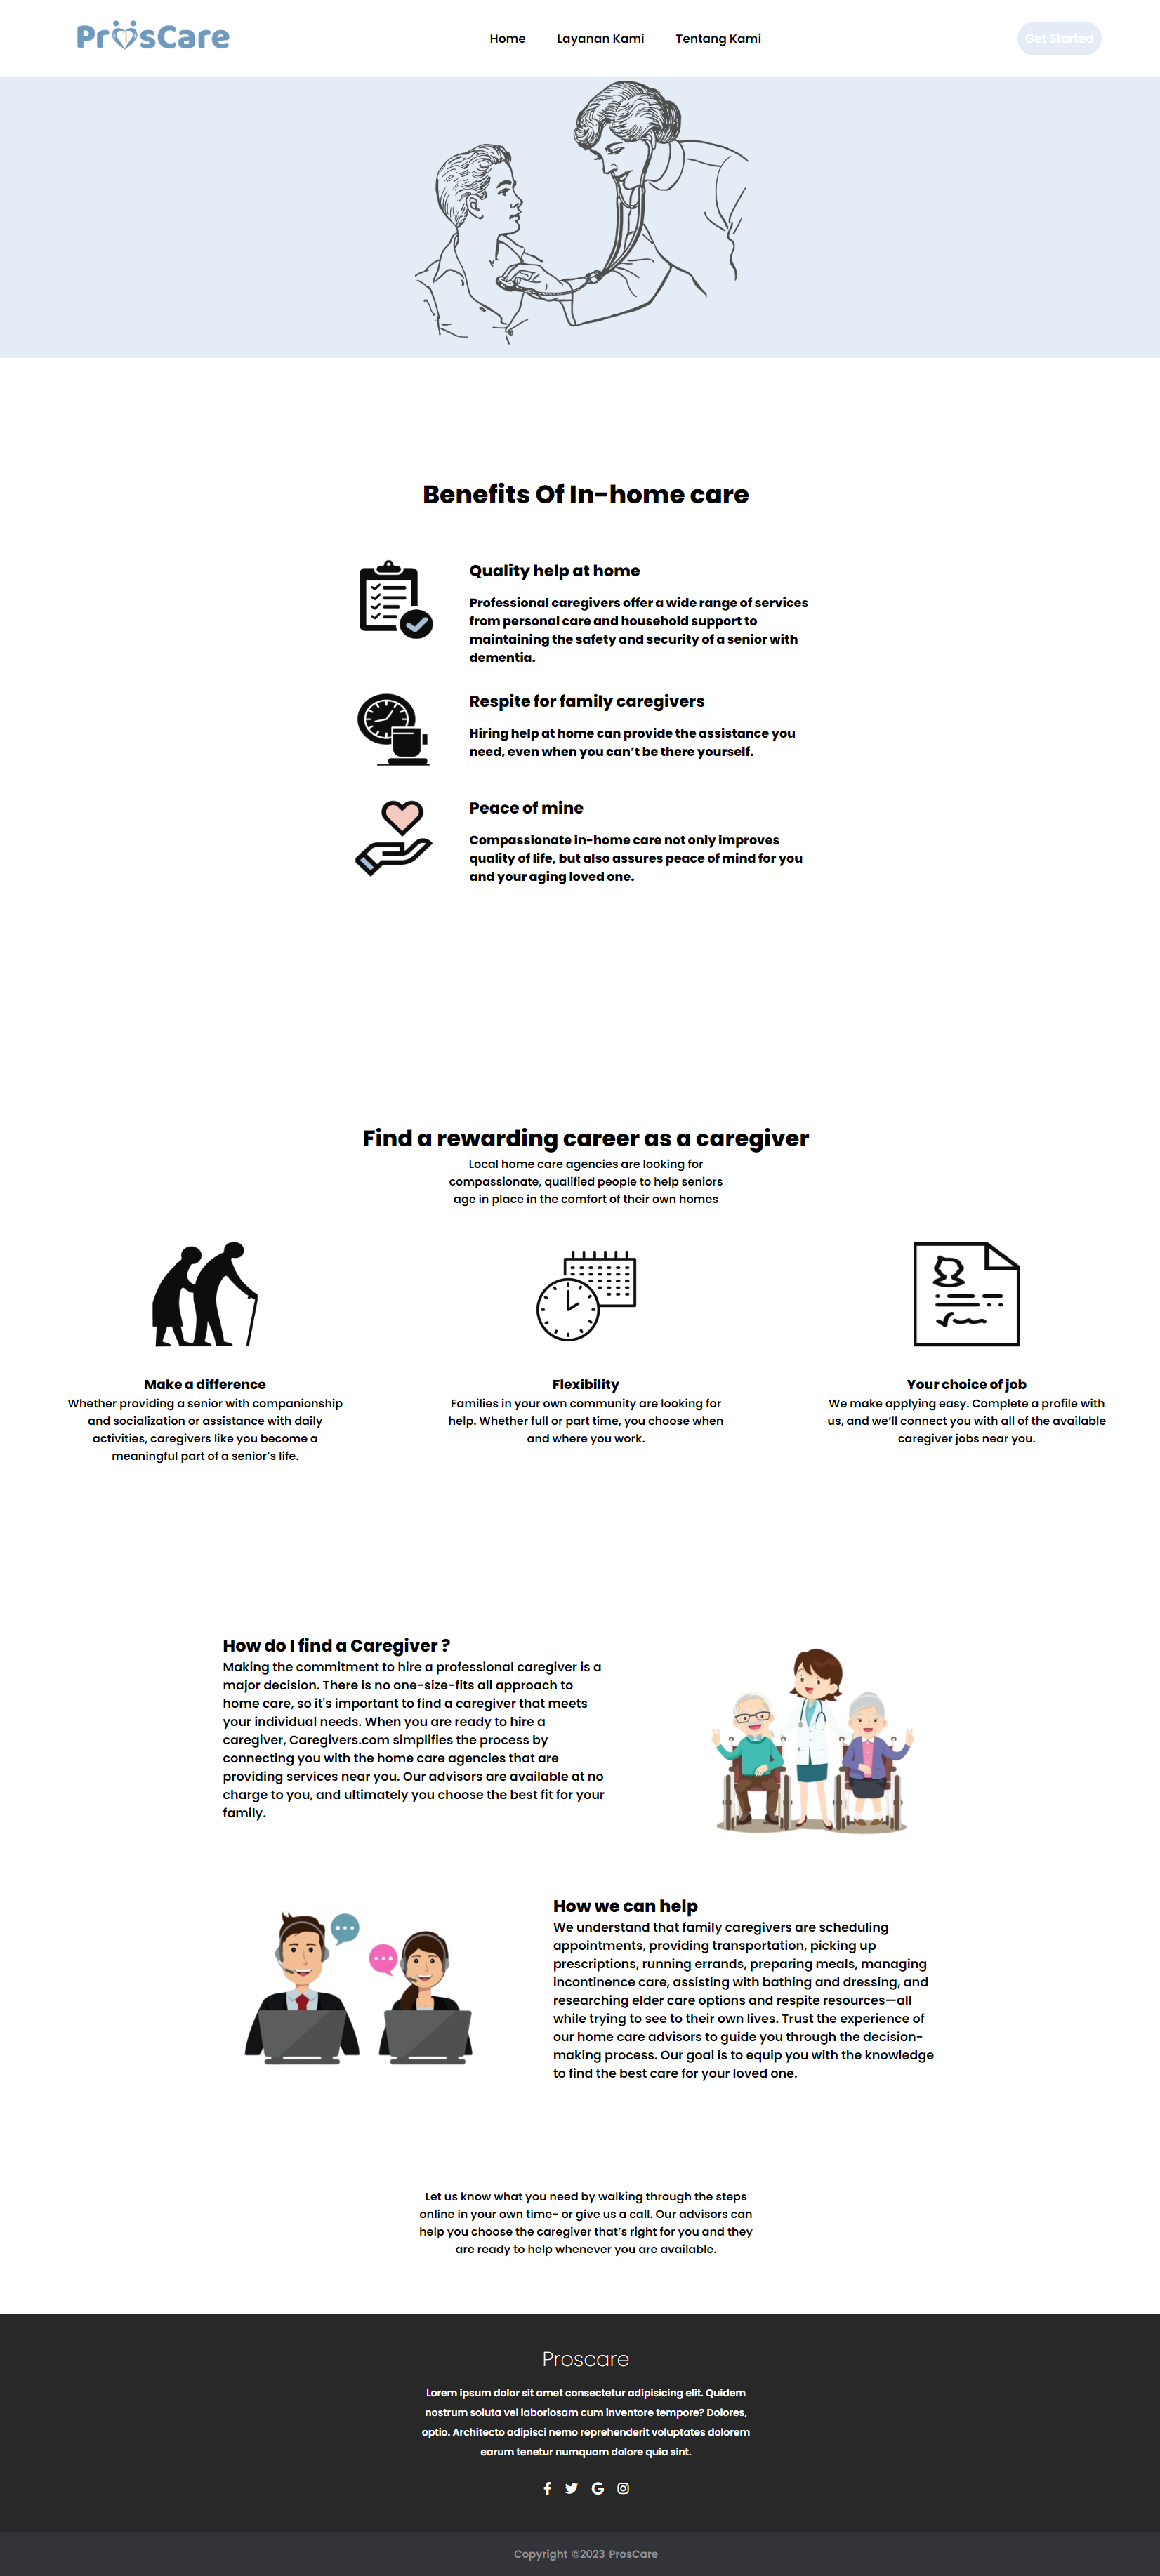 ProsCare
Home Layanan Kami Tentang Kami
Get Started
Benefits Of In-home care
Quality help at home
Professional caregivers offer a wide range of services
from personal care and household support to
maintaining the safety and security of a senior with
dementia.
Respite for family caregivers
Hiring help at home can provide the assistance you
need, even when you can’t be there yourself.
Peace of mine
Compassionate in-home care not only improves
quality of life, but also assures peace of mind for you
and your aging loved one.
Find a rewarding career as a caregiver
Local home care agencies are looking for
compassionate, qualified people to help seniors
age in place in the comfort of their own homes
Make a difference
Whether providing a senior with companionship
and socialization or assistance with daily
activities, caregivers like you become a
meaningful part of a senior’s life.
Flexibility
Families in your own community are looking for
help. Whether full or part time, you choose when
and where you work.
Your choice of job
We make applying easy. Complete a profile with
us, and we’ll connect you with all of the available
caregiver jobs near you.
How do I find a Caregiver ?
Making the commitment to hire a professional caregiver is a
major decision. There is no one-size-fits all approach to
home care, so it's important to find a caregiver that meets
your individual needs. When you are ready to hire a
caregiver, Caregivers.com simplifies the process by
connecting you with the home care agencies that are
providing services near you. Our advisors are available at no
charge to you, and ultimately you choose the best fit for your
family.
How we can help
We understand that family caregivers are scheduling
appointments, providing transportation, picking up
prescriptions, running errands, preparing meals, managing
incontinence care, assisting with bathing and dressing, and
researching elder care options and respite resources—all
while trying to see to their own lives. Trust the experience of
our home care advisors to guide you through the decision-
making process. Our goal is to equip you with the knowledge
to find the best care for your loved one.
Let us know what you need by walking through the steps
online in your own time- or give us a call. Our advisors can
help you choose the caregiver that’s right for you and they
are ready to help whenever you are available.
Proscare
Lorem ipsum dolor sit amet consectetur adipisicing elit. Quidem
nostrum soluta vel laboriosam cum inventore tempore? Dolores,
optio. Architecto adipisci nemo reprehenderit voluptates dolorem
earum tenetur numquam dolore quia sint.
Copyright ©2023 ProsCare